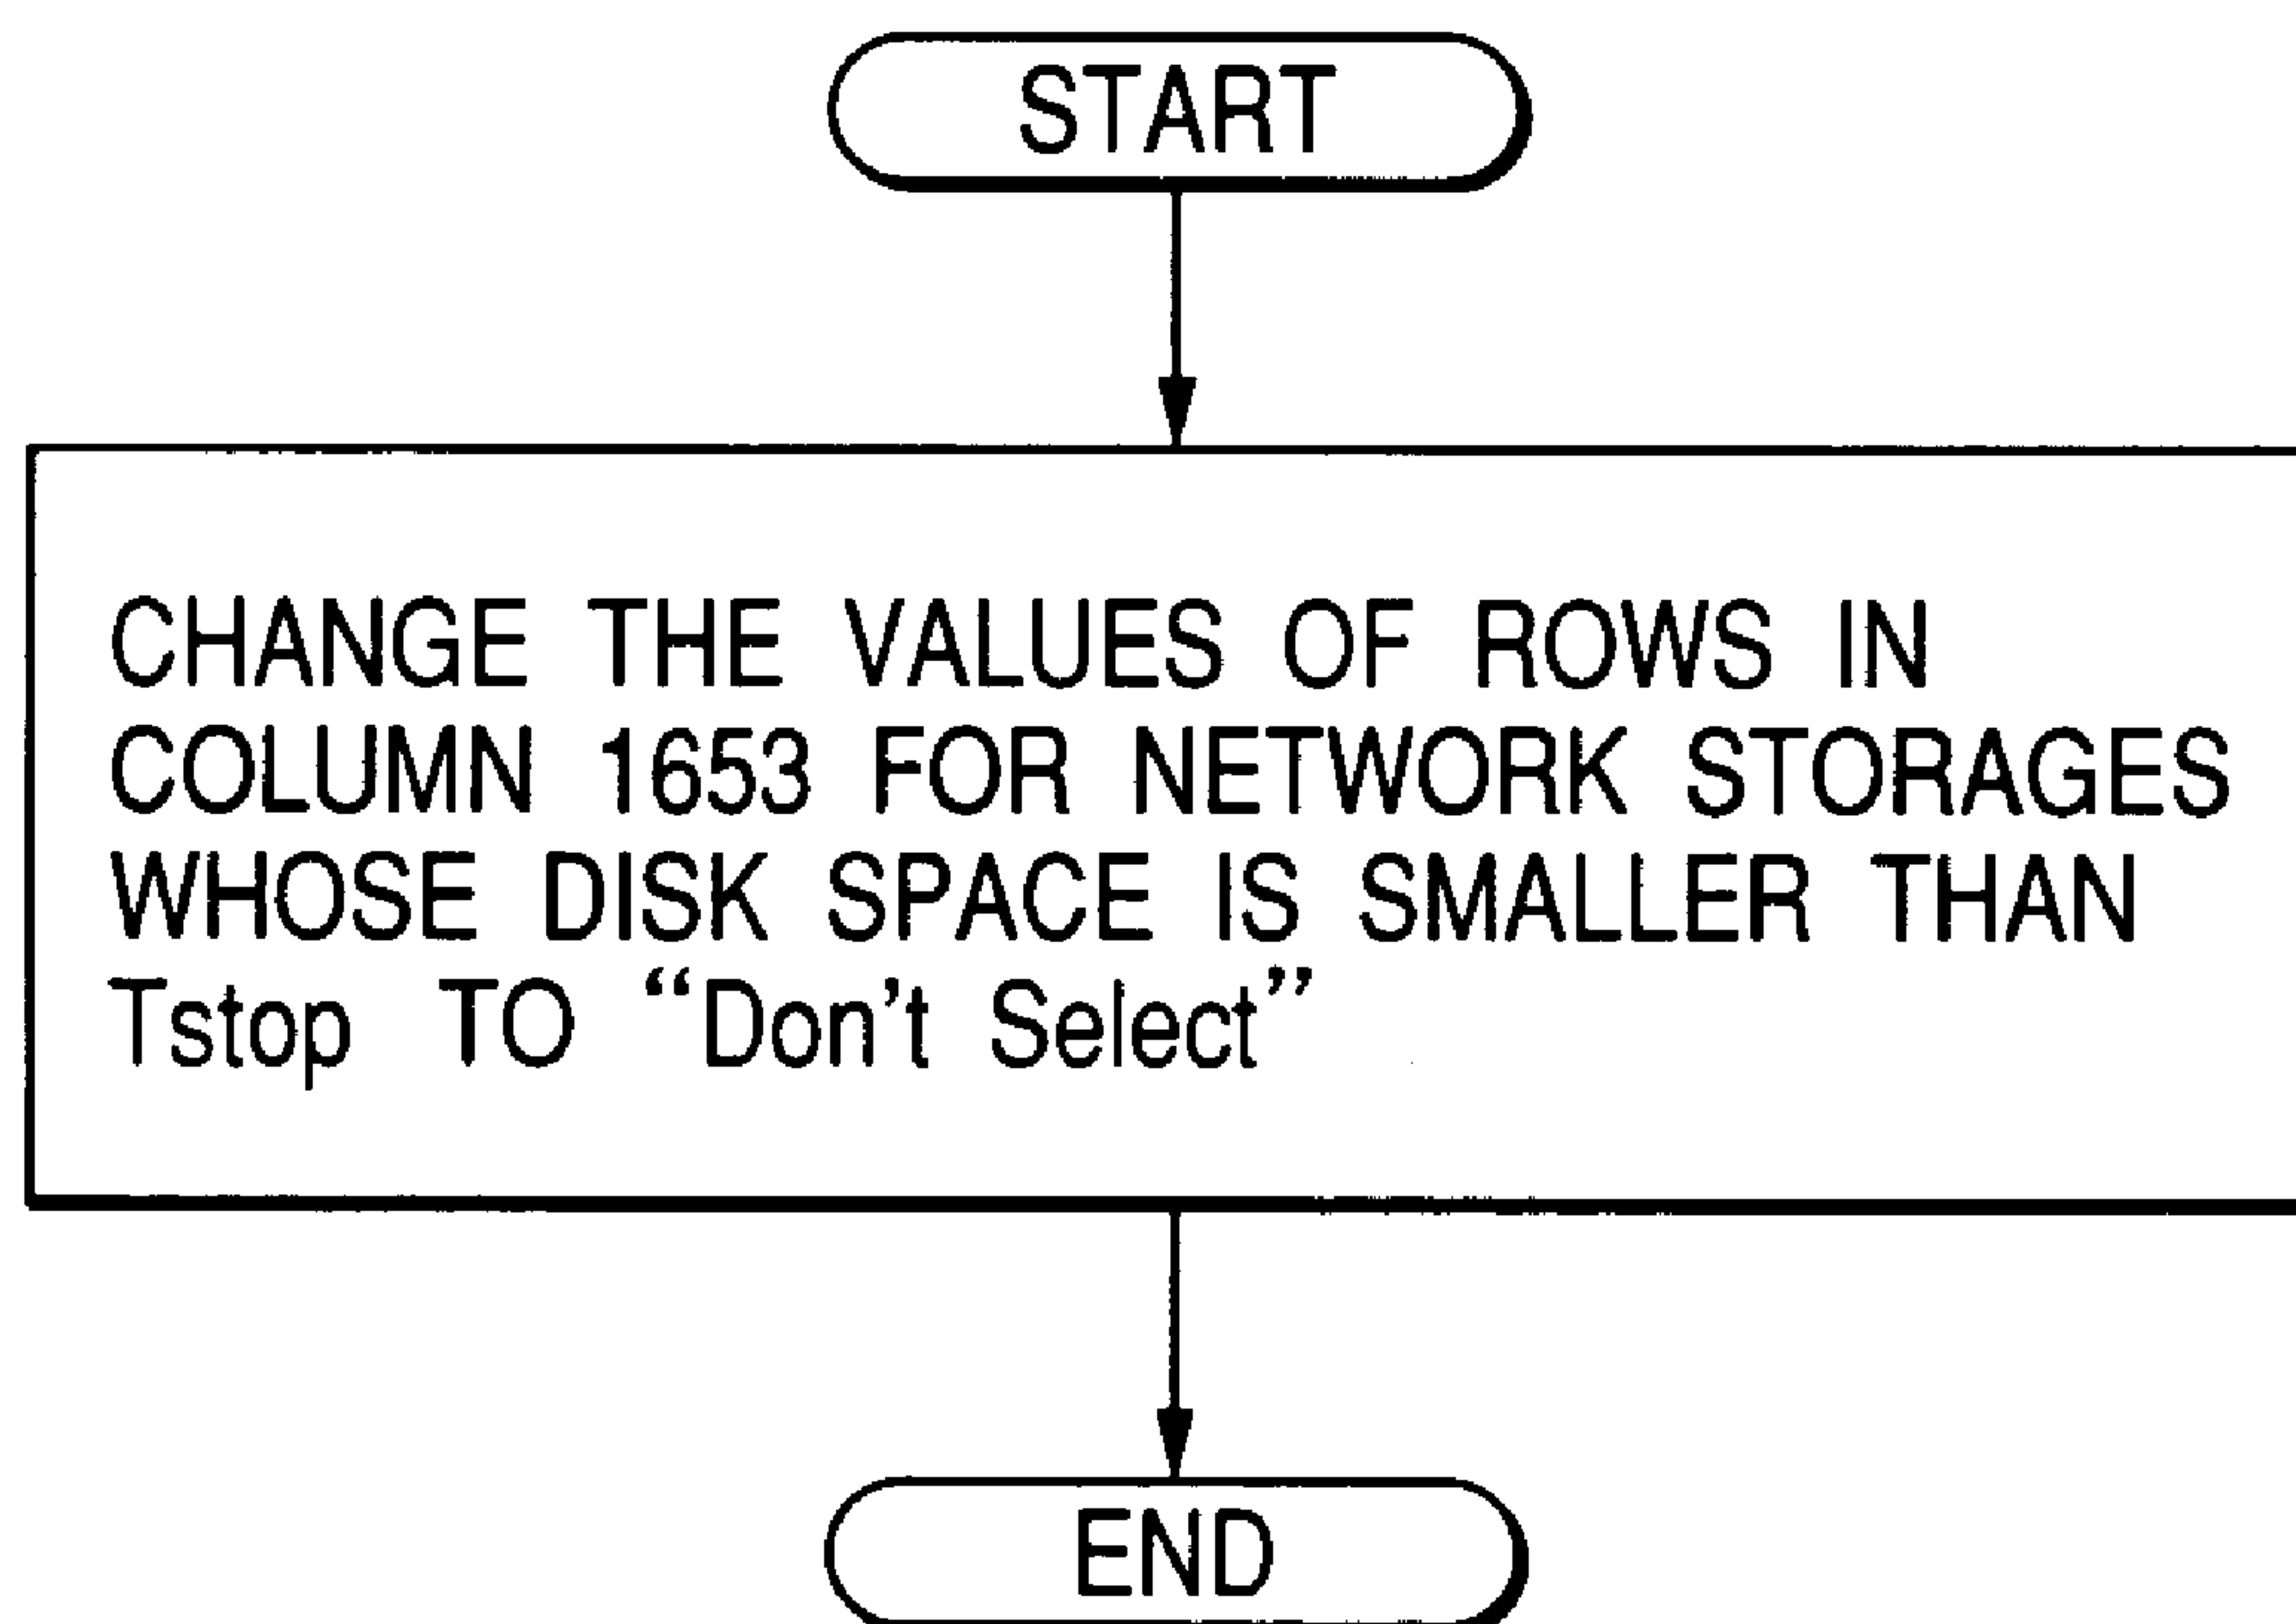 START
CHANGE THE VALUES OF ROWS IN
COLUMN 1653 FOR NETWORK STORAGES
WHOSE DISK SPACE IS SMALLER THAN
Tstop TO “Don't Select”
END